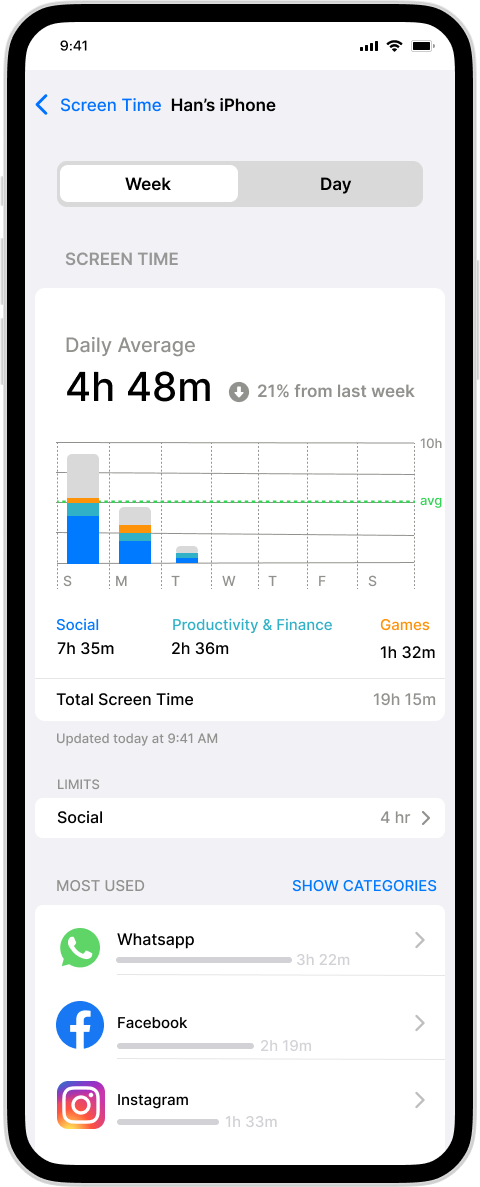 9:41
Screen Time Han's iPhone
Week Day
SCREEN TIME
Daily Average
4h 48m 21% from last week
10h
avg
S M T W T F S
Social Productivity & Finance Games
7h 35m 2h 36m 1h 32m
Total Screen Time 19h 15m
Updated today at 9:41 AM
LIMITS
Social 4 hr
MOST USED SHOW CATEGORIES
Whatsapp
3h 22m
Facebook
2h 19m
Instagram
1h 33m